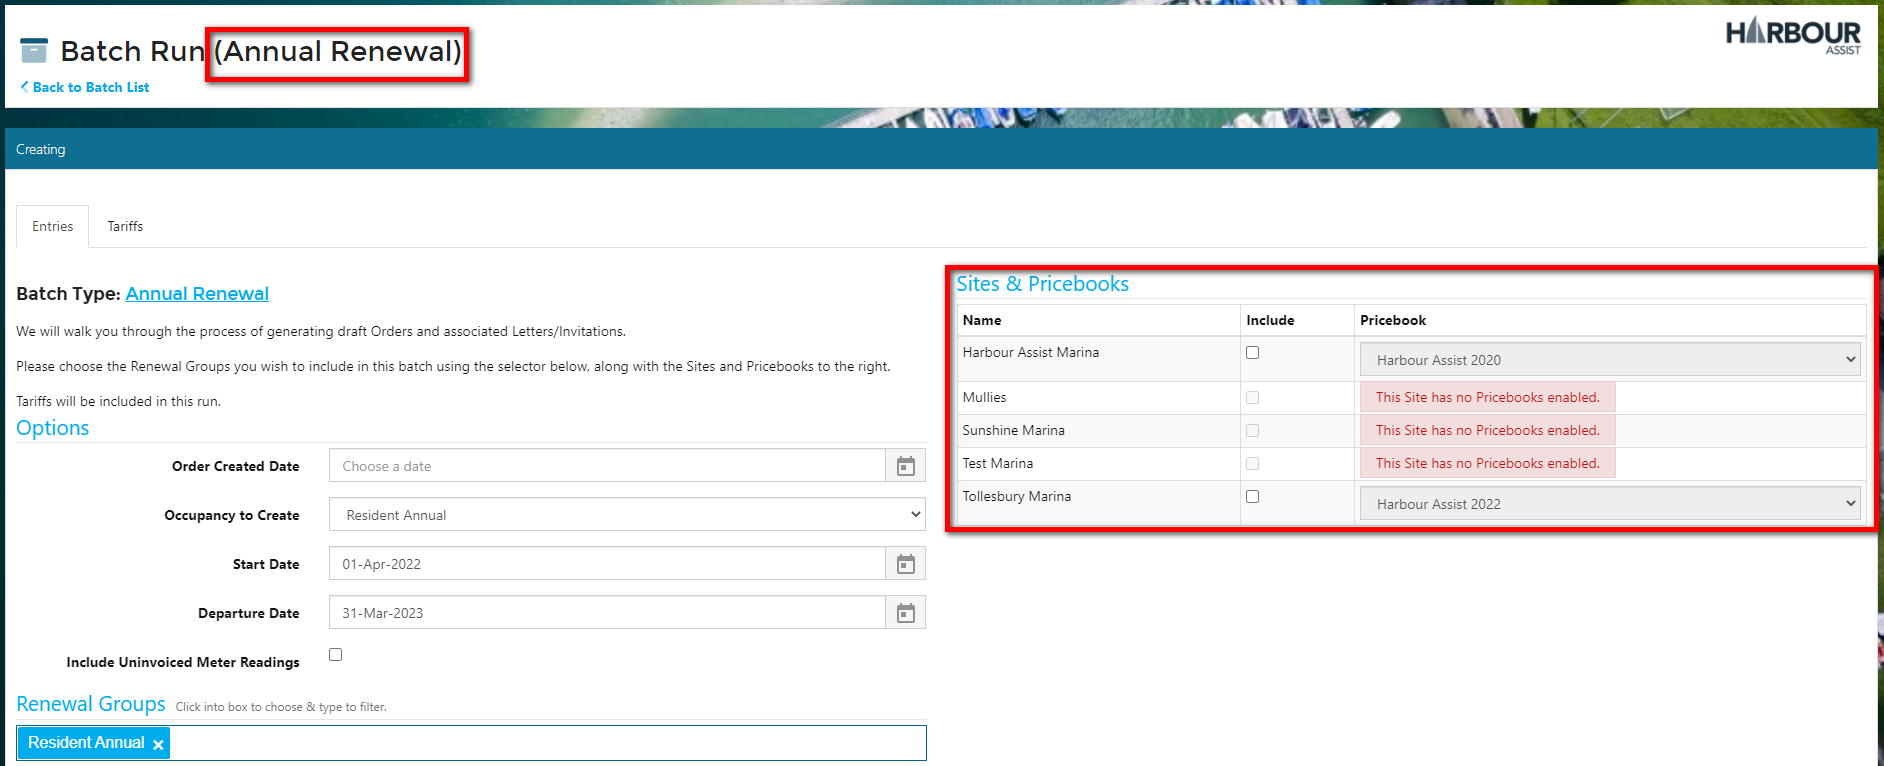 Batch Run (Annual Renewal)
HARBOUR
ASSIST
Back to Batch List
Creating
Entries
Tariffs
Batch Type: Annual Renewal
We will walk you through the process of generating draft Orders and associated Letters/Invitations.
Please choose the Renewal Groups you wish to include in this batch using the selector below, along with the Sites and Pricebooks to the right.
Tariffs will be included in this run.
Options
Order Created Date Choose a date
Occupancy to Create Resident Annual
Start Date 01-Apr-2022
Departure Date 31-Mar-2023
Include Uninvoiced Meter Readings
Renewal Groups Click into box to choose & type to filter.
Resident Annual ×
Sites & Pricebooks
Name Include Pricebook
Harbour Assist Marina Harbour Assist 2020
Mullies This Site has no Pricebooks enabled.
Sunshine Marina This Site has no Pricebooks enabled.
Test Marina This Site has no Pricebooks enabled.
Tollesbury Marina Harbour Assist 2022